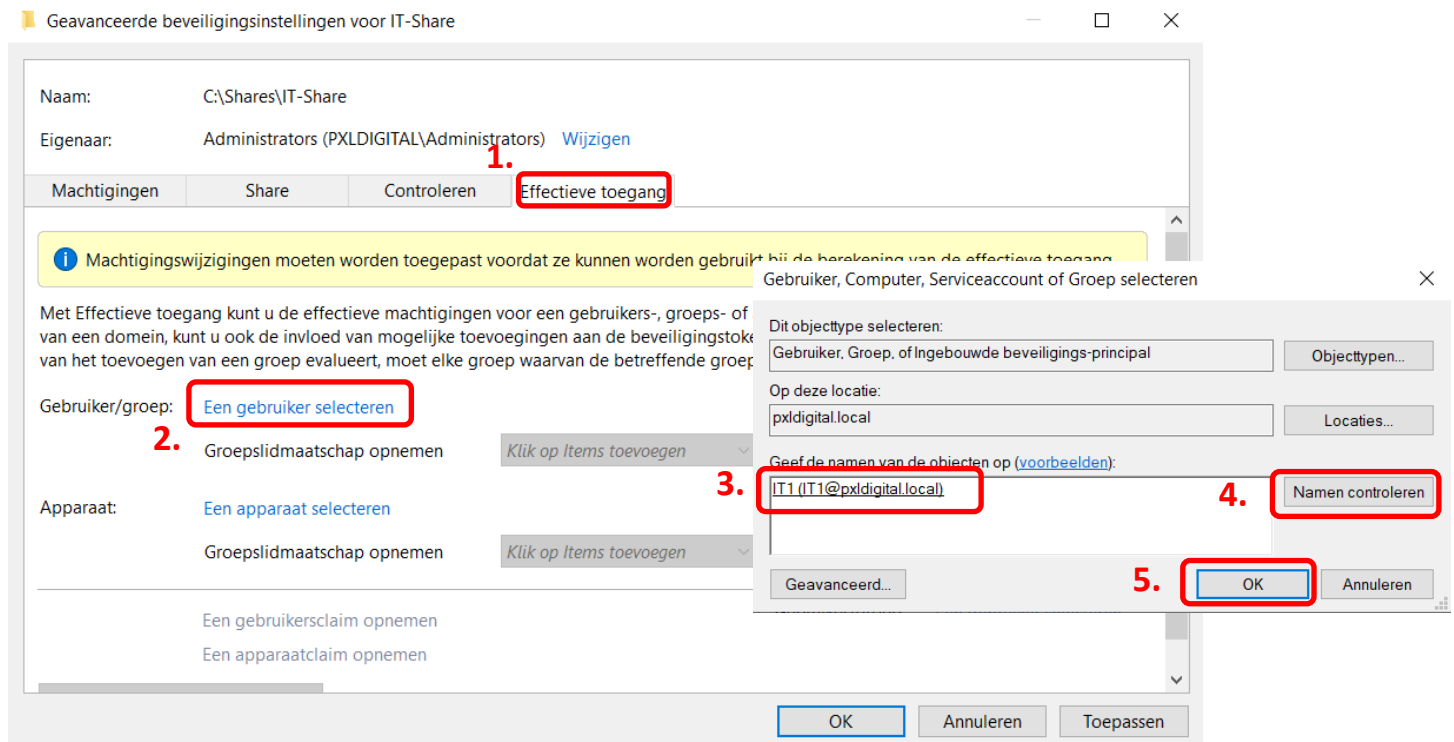 Geavanceerde beveiligingsinstellingen voor IT-Share
Naam: C:\Shares\IT-Share
Eigenaar: Administrators (PXLDIGITAL\Administrators) Wijzigen
1.
Machtigingen Share Controleren Effectieve toegang
Machtigingswijzigingen moeten worden toegepast voordat ze kunnen worden gebruikt bij de berekening van de effectieve toegang
Met Effectieve toegang kunt u de effectieve machtigingen voor een gebruikers-, groeps- of
van een domein, kunt u ook de invloed van mogelijke toevoegingen aan de beveiligingstoke
van het toevoegen van een groep evalueert, moet elke groep waarvan de betreffende groep
Gebruiker/groep: Een gebruiker selecteren
2.
Groepslidmaatschap opnemen Klik op Items toevoegen
Apparaat: Een apparaat selecteren
Groepslidmaatschap opnemen Klik op Items toevoegen
Een gebruikersclaim opnemen
Een apparaatclaim opnemen
OK Annuleren Toepassen
Gebruiker, Computer, Serviceaccount of Groep selecteren
Dit objecttype selecteren:
Gebruiker, Groep, of Ingebouwde beveiligings-principal Objecttypen...
Op deze locatie:
pxldigital.local Locaties...
Geef de namen van de objecten op (voorbeelden):
3. IT1 (IT1@pxldigital.local) 4. Namen controleren
Geavanceerd... 5. OK Annuleren